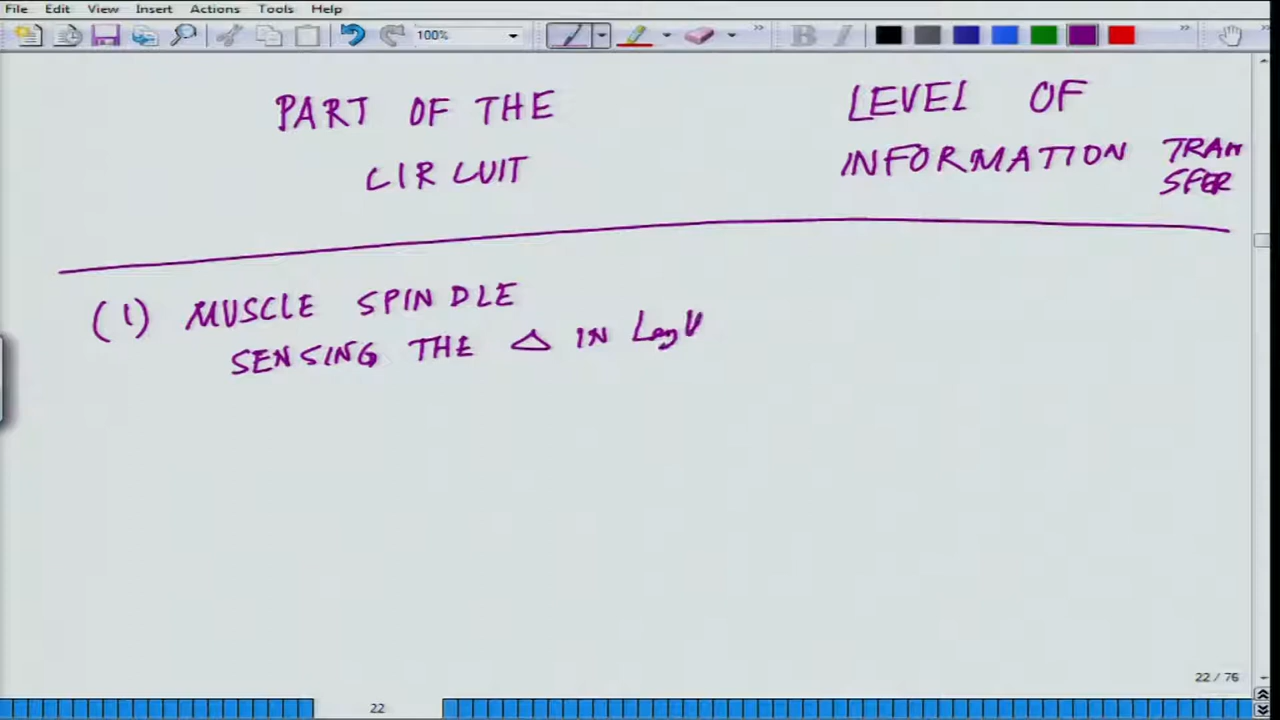 File Edit View Insert Actions Tools Help
100%
PART OF THE
CIRCUIT
LEVEL OF
INFORMATION TRAN
SFER
(1) MUSCLE SPINDLE
SENSING THE Δ IN
22 / 76
22